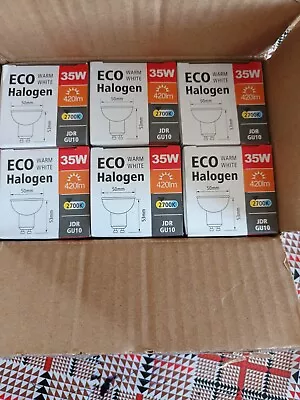 ECO WARM WHITE 35W
Halogen 420lm
50mm
53mm
2700K
JDR
GU10
ECO WARM WHITE 35W
Halogen 420lm
50mm
53mm
2700K
JDR
GU10
ECO WARM WHITE 35W
Halogen 420lm
50mm
53mm
2700K
JDR
GU10
ECO WARM WHITE 35W
Halogen 420lm
50mm
53mm
2700K
JDR
GU10
ECO WARM WHITE 35W
Halogen 420lm
50mm
53mm
2700K
JDR
GU10
ECO WARM WHITE 35W
Halogen 420lm
50mm
53mm
2700K
JDR
GU10